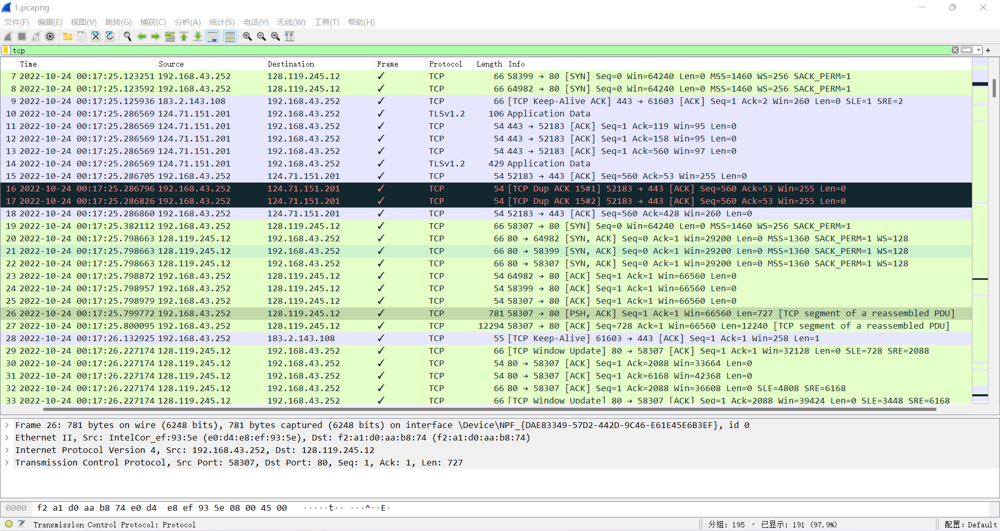 1.pcapng
文件(F) 编辑(E) 视图(V) 跳转(G) 捕获(C) 分析(A) 统计(S) 电话(Y) 无线(W) 工具(T) 帮助(H)
tcp
Time Source Destination Frame Protocol Length Info
7 2022-10-24 00:17:25.123251 192.168.43.252 128.119.245.12 ✓ TCP 66 58399 → 80 [SYN] Seq=0 Win=64240 Len=0 MSS=1460 WS=256 SACK_PERM=1
8 2022-10-24 00:17:25.123592 192.168.43.252 128.119.245.12 ✓ TCP 66 64982 → 80 [SYN] Seq=0 Win=64240 Len=0 MSS=1460 WS=256 SACK_PERM=1
9 2022-10-24 00:17:25.125936 183.2.143.108 192.168.43.252 ✓ TCP 66 [TCP Keep-Alive ACK] 443 → 61603 [ACK] Seq=1 Ack=2 Win=260 Len=0 SLE=1 SRE=2
10 2022-10-24 00:17:25.286569 124.71.151.201 192.168.43.252 ✓ TLSv1.2 106 Application Data
11 2022-10-24 00:17:25.286569 124.71.151.201 192.168.43.252 ✓ TCP 54 443 → 52183 [ACK] Seq=1 Ack=119 Win=95 Len=0
12 2022-10-24 00:17:25.286569 124.71.151.201 192.168.43.252 ✓ TCP 54 443 → 52183 [ACK] Seq=1 Ack=158 Win=95 Len=0
13 2022-10-24 00:17:25.286569 124.71.151.201 192.168.43.252 ✓ TCP 54 443 → 52183 [ACK] Seq=1 Ack=560 Win=97 Len=0
14 2022-10-24 00:17:25.286569 124.71.151.201 192.168.43.252 ✓ TLSv1.2 429 Application Data
15 2022-10-24 00:17:25.286705 192.168.43.252 124.71.151.201 ✓ TCP 54 52183 → 443 [ACK] Seq=560 Ack=53 Win=255 Len=0
16 2022-10-24 00:17:25.286796 192.168.43.252 124.71.151.201 ✓ TCP 54 [TCP Dup ACK 15#1] 52183 → 443 [ACK] Seq=560 Ack=53 Win=255 Len=0
17 2022-10-24 00:17:25.286826 192.168.43.252 124.71.151.201 ✓ TCP 54 [TCP Dup ACK 15#2] 52183 → 443 [ACK] Seq=560 Ack=53 Win=255 Len=0
18 2022-10-24 00:17:25.286860 192.168.43.252 124.71.151.201 ✓ TCP 54 52183 → 443 [ACK] Seq=560 Ack=428 Win=260 Len=0
19 2022-10-24 00:17:25.382112 192.168.43.252 128.119.245.12 ✓ TCP 66 58307 → 80 [SYN] Seq=0 Win=64240 Len=0 MSS=1460 WS=256 SACK_PERM=1
20 2022-10-24 00:17:25.798663 128.119.245.12 192.168.43.252 ✓ TCP 66 80 → 64982 [SYN, ACK] Seq=0 Ack=1 Win=29200 Len=0 MSS=1360 SACK_PERM=1 WS=128
21 2022-10-24 00:17:25.798663 128.119.245.12 192.168.43.252 ✓ TCP 66 80 → 58399 [SYN, ACK] Seq=0 Ack=1 Win=29200 Len=0 MSS=1360 SACK_PERM=1 WS=128
22 2022-10-24 00:17:25.798663 128.119.245.12 192.168.43.252 ✓ TCP 66 80 → 58307 [SYN, ACK] Seq=0 Ack=1 Win=29200 Len=0 MSS=1360 SACK_PERM=1 WS=128
23 2022-10-24 00:17:25.798872 192.168.43.252 128.119.245.12 ✓ TCP 54 64982 → 80 [ACK] Seq=1 Ack=1 Win=66560 Len=0
24 2022-10-24 00:17:25.798957 192.168.43.252 128.119.245.12 ✓ TCP 54 58399 → 80 [ACK] Seq=1 Ack=1 Win=66560 Len=0
25 2022-10-24 00:17:25.798979 192.168.43.252 128.119.245.12 ✓ TCP 54 58307 → 80 [ACK] Seq=1 Ack=1 Win=66560 Len=0
26 2022-10-24 00:17:25.799772 192.168.43.252 128.119.245.12 ✓ TCP 781 58307 → 80 [PSH, ACK] Seq=1 Ack=1 Win=66560 Len=727 [TCP segment of a reassembled PDU]
27 2022-10-24 00:17:25.800095 192.168.43.252 128.119.245.12 ✓ TCP 12294 58307 → 80 [ACK] Seq=728 Ack=1 Win=66560 Len=12240 [TCP segment of a reassembled PDU]
28 2022-10-24 00:17:26.132925 192.168.43.252 183.2.143.108 ✓ TCP 55 [TCP Keep-Alive] 61603 → 443 [ACK] Seq=1 Ack=1 Win=258 Len=1
29 2022-10-24 00:17:26.227174 128.119.245.12 192.168.43.252 ✓ TCP 66 [TCP Window Update] 80 → 58307 [ACK] Seq=1 Ack=1 Win=32128 Len=0 SLE=728 SRE=2088
30 2022-10-24 00:17:26.227174 128.119.245.12 192.168.43.252 ✓ TCP 54 80 → 58307 [ACK] Seq=1 Ack=2088 Win=33664 Len=0
31 2022-10-24 00:17:26.227174 128.119.245.12 192.168.43.252 ✓ TCP 54 80 → 58307 [ACK] Seq=1 Ack=6168 Win=42368 Len=0
32 2022-10-24 00:17:26.227174 128.119.245.12 192.168.43.252 ✓ TCP 66 80 → 58307 [ACK] Seq=1 Ack=2088 Win=36608 Len=0 SLE=4808 SRE=6168
33 2022-10-24 00:17:26.227174 128.119.245.12 192.168.43.252 ✓ TCP 66 [TCP Window Update] 80 → 58307 [ACK] Seq=1 Ack=2088 Win=39424 Len=0 SLE=3448 SRE=6168
Frame 26: 781 bytes on wire (6248 bits), 781 bytes captured (6248 bits) on interface \Device\NPF_{DAE83349-57D2-442D-9C46-E61E45E6B3EF}, id 0
Ethernet II, Src: IntelCor_ef:93:5e (e0:d4:e8:ef:93:5e), Dst: f2:a1:d0:aa:b8:74 (f2:a1:d0:aa:b8:74)
Internet Protocol Version 4, Src: 192.168.43.252, Dst: 128.119.245.12
Transmission Control Protocol, Src Port: 58307, Dst Port: 80, Seq: 1, Ack: 1, Len: 727
0000 f2 a1 d0 aa b8 74 e0 d4 e8 ef 93 5e 08 00 45 00 ·····t·· ···^··E·
Transmission Control Protocol: Protocol 分组: 195 · 已显示: 191 (97.9%) 配置: Default